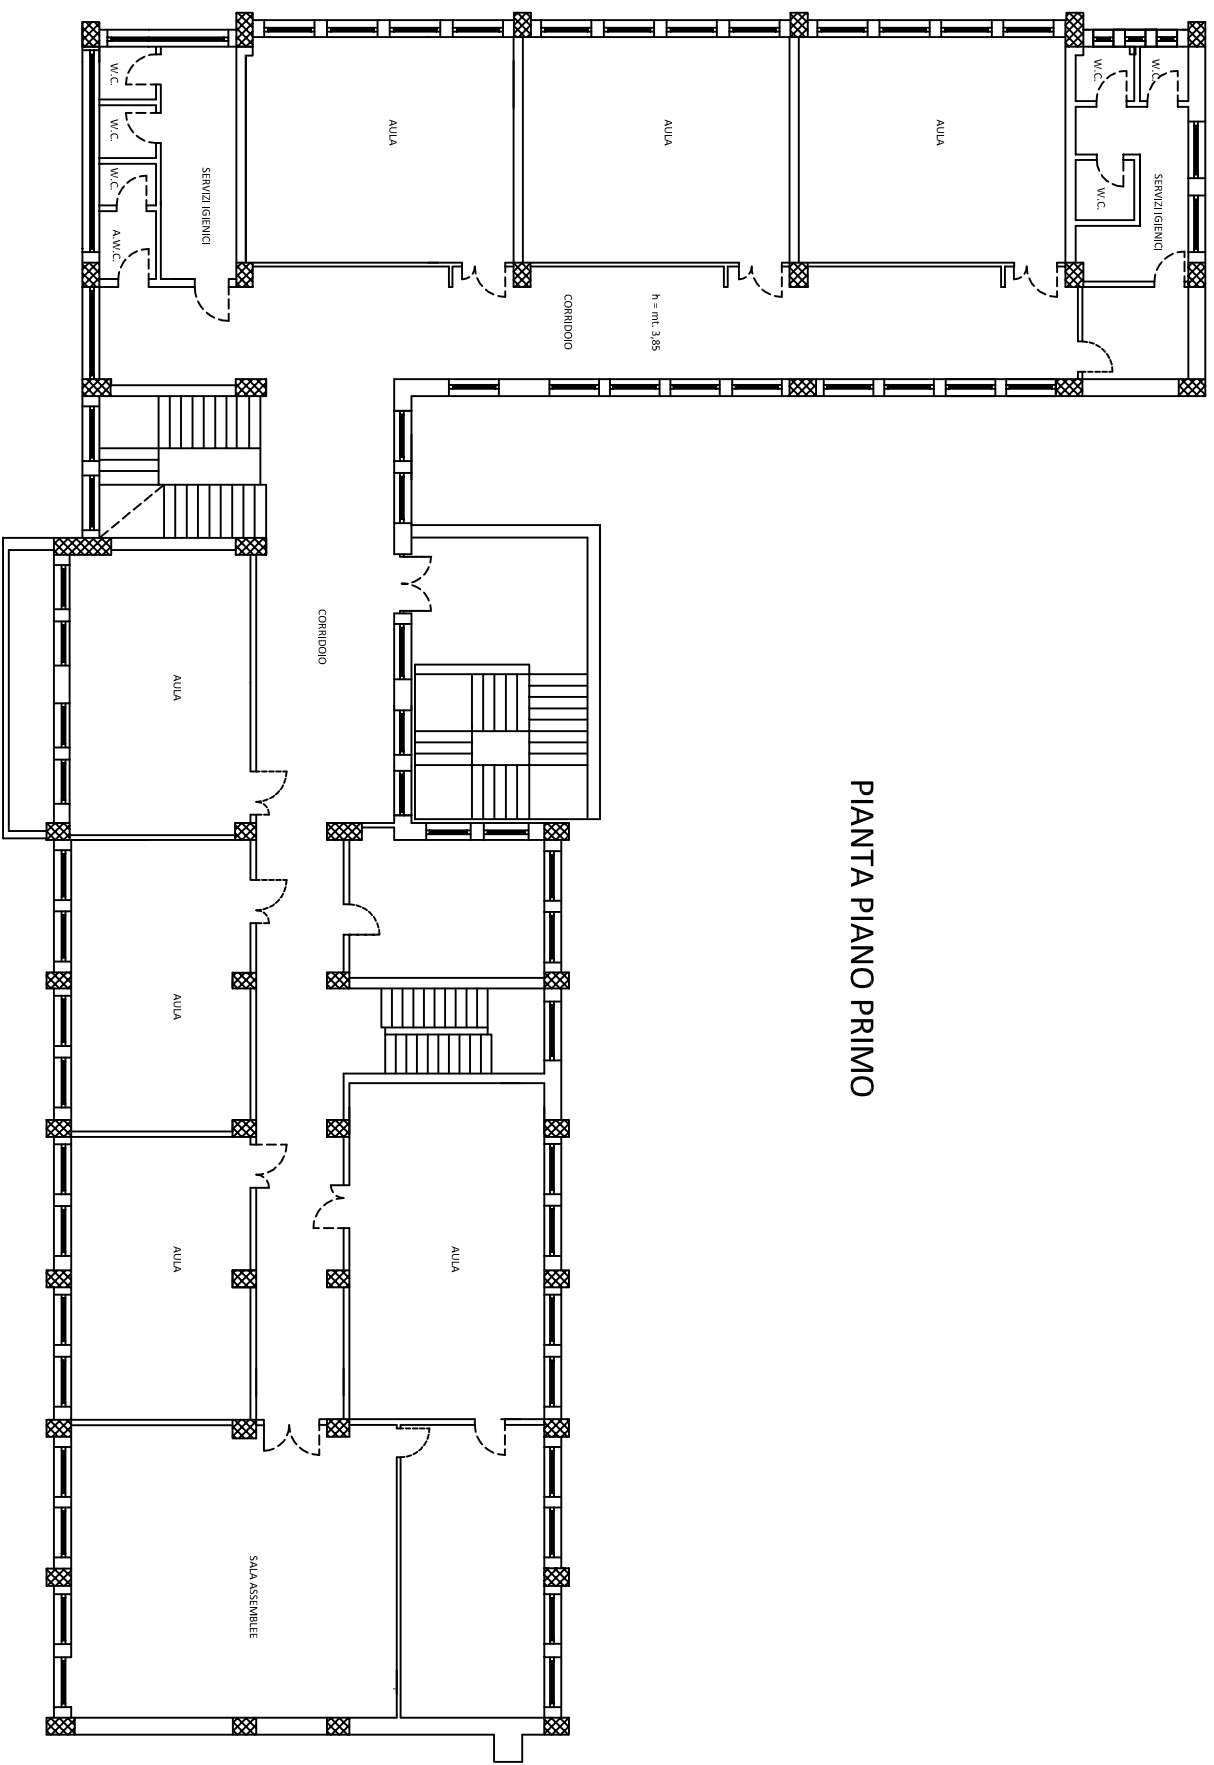 PIANTA PIANO PRIMO
W.C.
W.C.
W.C.
A.W.C.
SERVIZI IGIENICI
AULA
AULA
AULA
W.C.
W.C.
W.C.
SERVIZI IGIENICI
CORRIDOIO
h = mt. 3,85
CORRIDOIO
AULA
AULA
AULA
AULA
SALA ASSEMBLEE